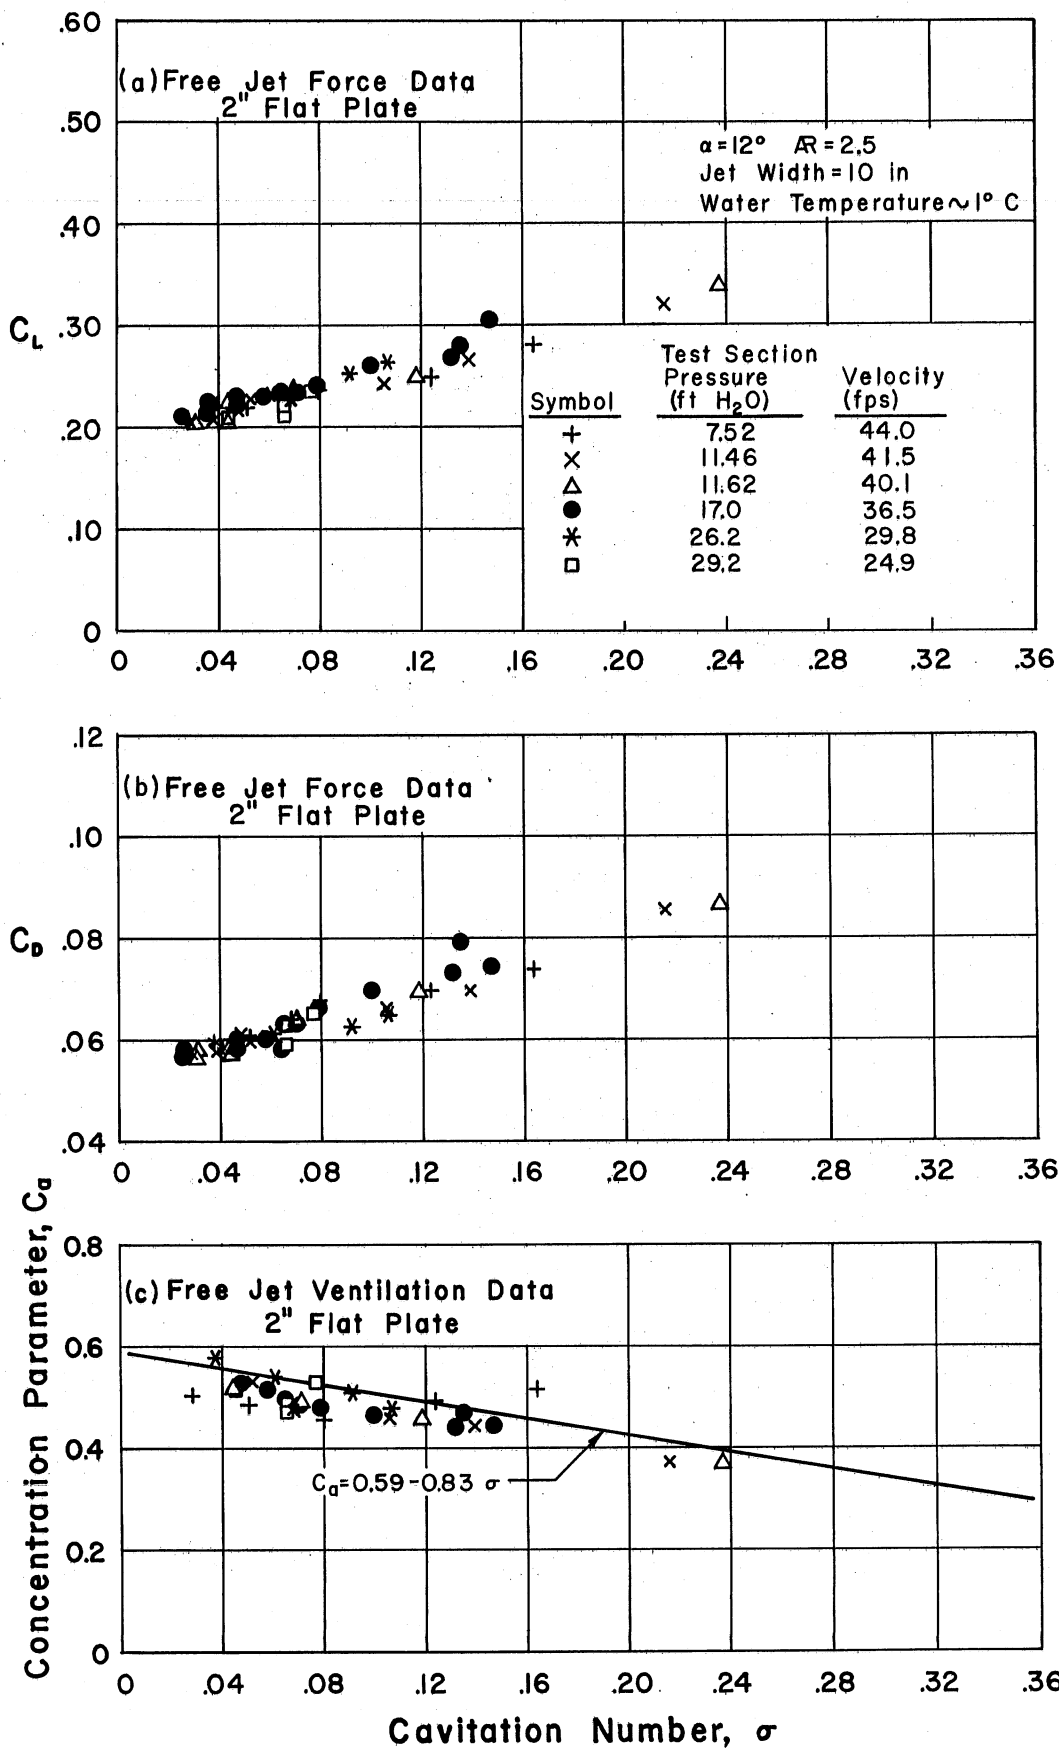 .60
(a) Free Jet Force Data
2" Flat Plate
.50
α=12° AR=2.5
Jet Width=10 in
Water Temperature~1° C
.40
C_L .30
Test Section
Pressure Velocity
Symbol (ft H₂O) (fps)
+ 7.52 44.0
× 11.46 41.5
△ 11.62 40.1
● 17.0 36.5
* 26.2 29.8
□ 29.2 24.9
.20
.10
0
0 .04 .08 .12 .16 .20 .24 .28 .32 .36
.12
(b) Free Jet Force Data
2" Flat Plate
.10
C_D .08
.06
.04
0 .04 .08 .12 .16 .20 .24 .28 .32 .36
Concentration Parameter, Cₐ
0.8
(c) Free Jet Ventilation Data
2" Flat Plate
0.6
0.4
Cₐ=0.59-0.83 σ
0.2
0
0 .04 .08 .12 .16 .20 .24 .28 .32 .36
Cavitation Number, σ